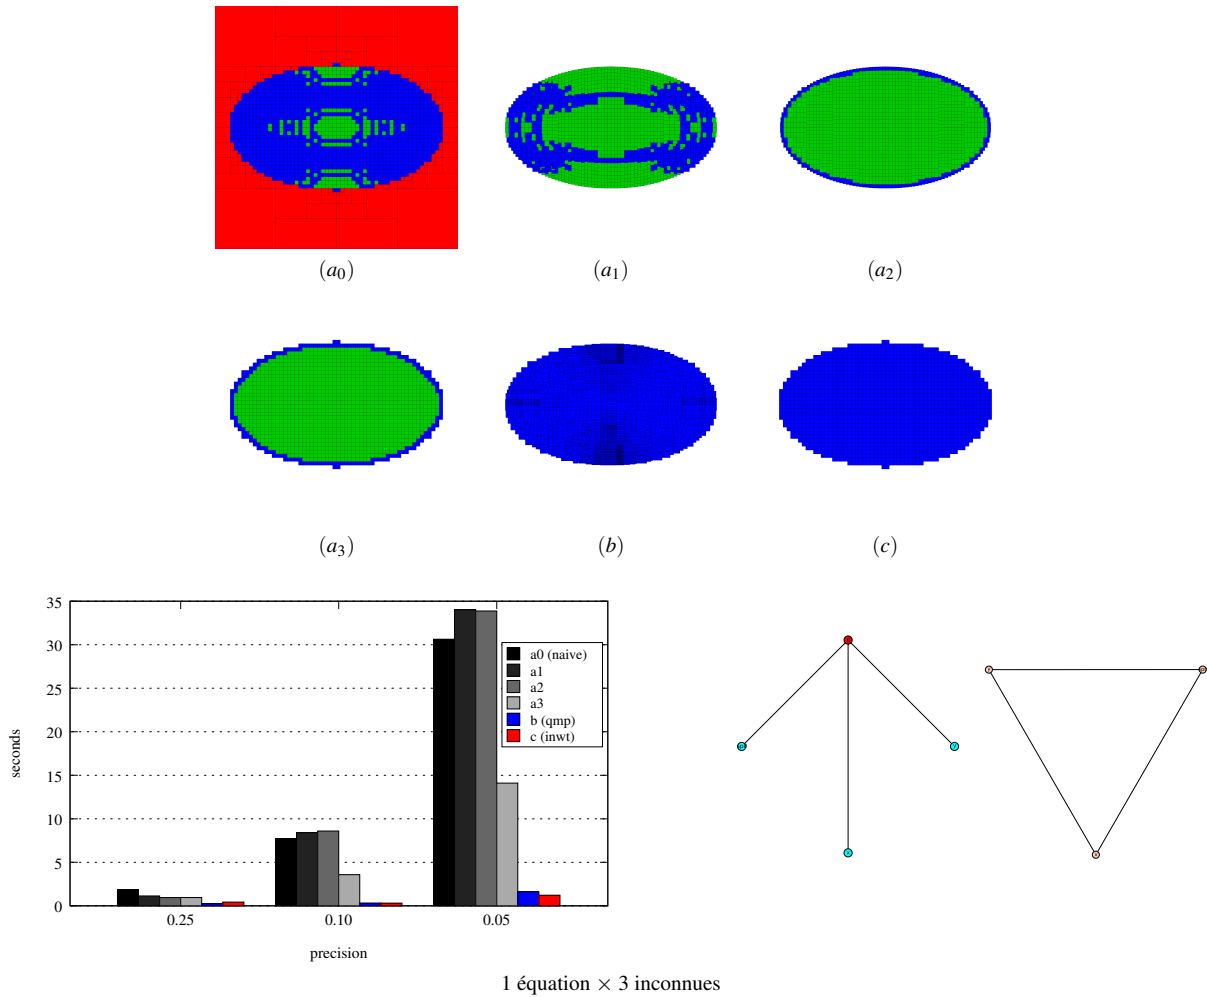 (a₀) (a₁) (a₂)
(a₃) (b) (c)
35
30
25
20
15
10
5
0
seconds
a0 (naive)
a1
a2
a3
b (qmp)
c (inwt)
0.25 0.10 0.05
precision
1 équation × 3 inconnues